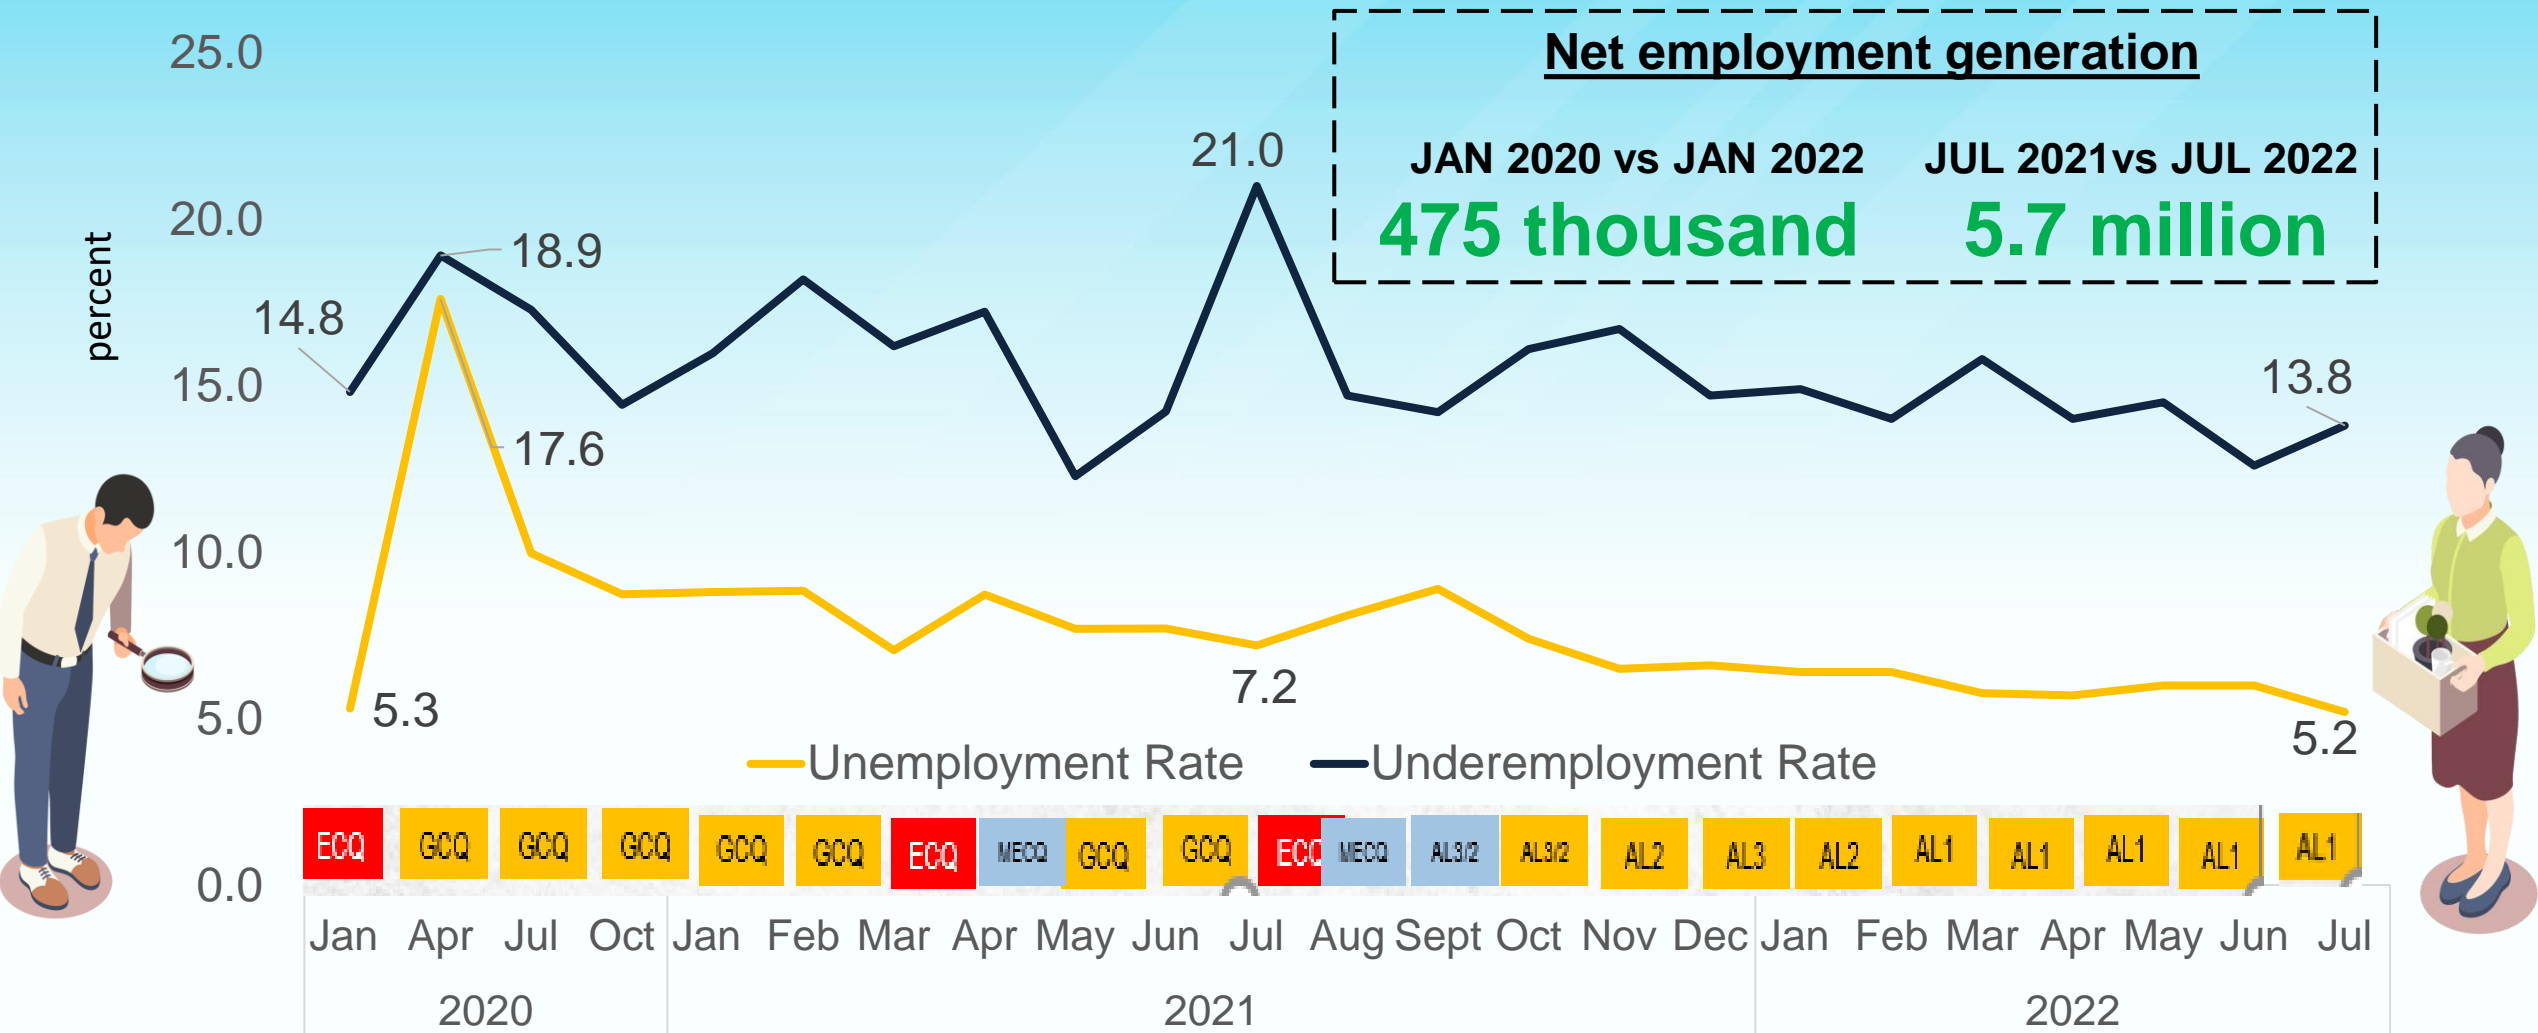 Net employment generation
JAN 2020 vs JAN 2022 JUL 2021vs JUL 2022
475 thousand 5.7 million
percent
25.0
20.0
15.0
10.0
5.0
0.0
14.8
18.9
17.6
5.3
21.0
7.2
13.8
5.2
Unemployment Rate Underemployment Rate
ECQ GCQ GCQ GCQ GCQ GCQ ECQ MECQ GCQ GCQ ECQ MECQ AL3/2 AL3/2 AL2 AL3 AL2 AL1 AL1 AL1 AL1 AL1
Jan Apr Jul Oct Jan Feb Mar Apr May Jun Jul Aug Sept Oct Nov Dec Jan Feb Mar Apr May Jun Jul
2020 2021 2022